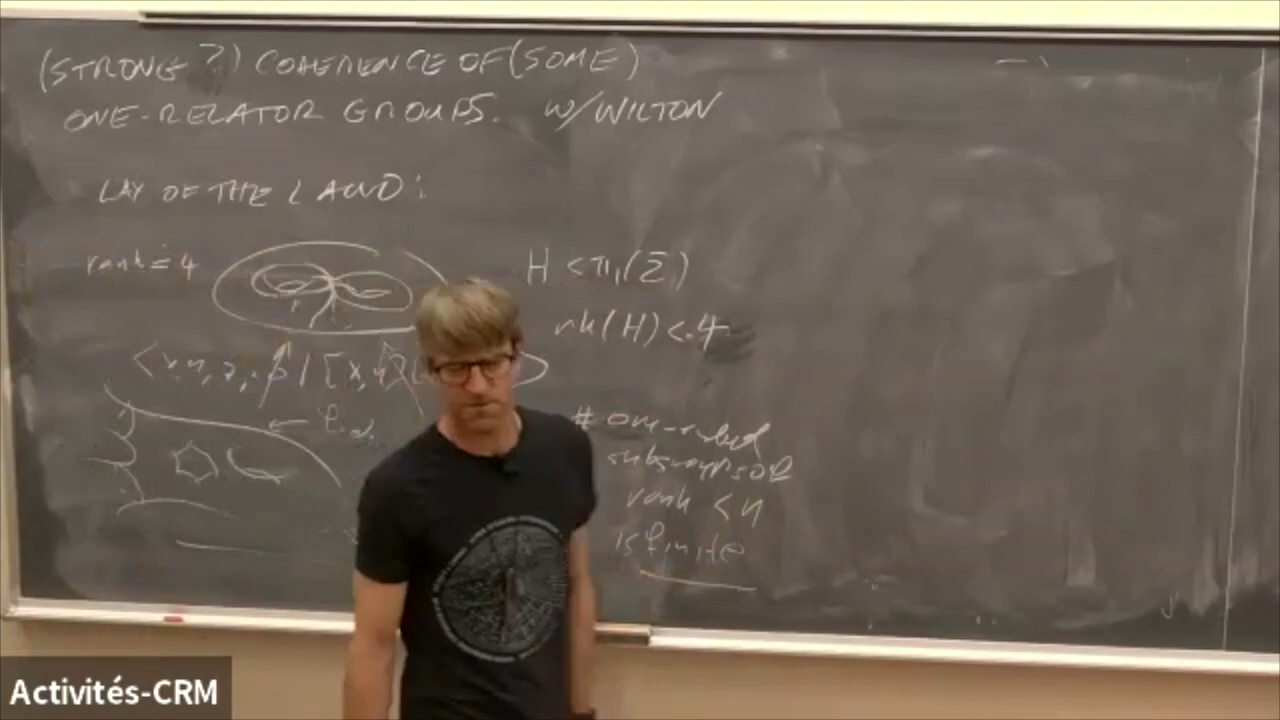 (STRONG ?) COHERENCE OF (SOME)
ONE-RELATOR GROUPS. W/ WILTON
LAY OF THE LAND:
rank = 4
H < π₁(Σ)
rk(H) < 4
# one-ended
subgroups of
rank < n
is finite
Activités-CRM